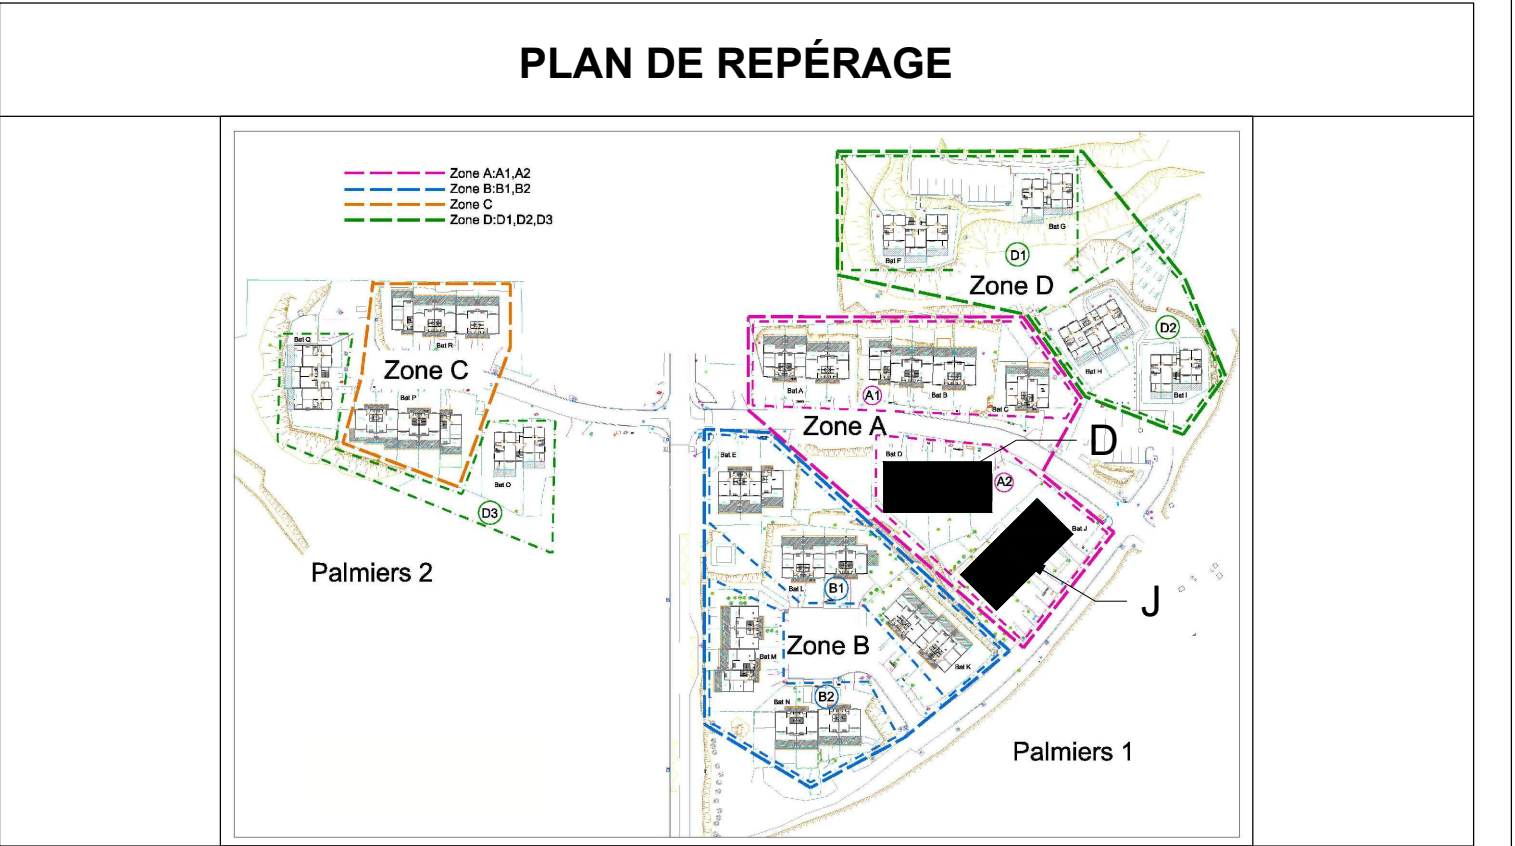 PLAN DE REPÉRAGE
Zone A:A1,A2
Zone B:B1,B2
Zone C
Zone D:D1,D2,D3
Bat G
Bat F
D1
Zone D
D2
Bat H
Bat I
Bat Q
Bat R
Zone C
Bat P
Bat O
D3
Palmiers 2
Bat A
A1
Bat B
Bat C
Zone A
Bat D
D
A2
Bat J
J
Bat E
Bat L
B1
Zone B
Bat M
Bat K
B2
Bat N
Palmiers 1